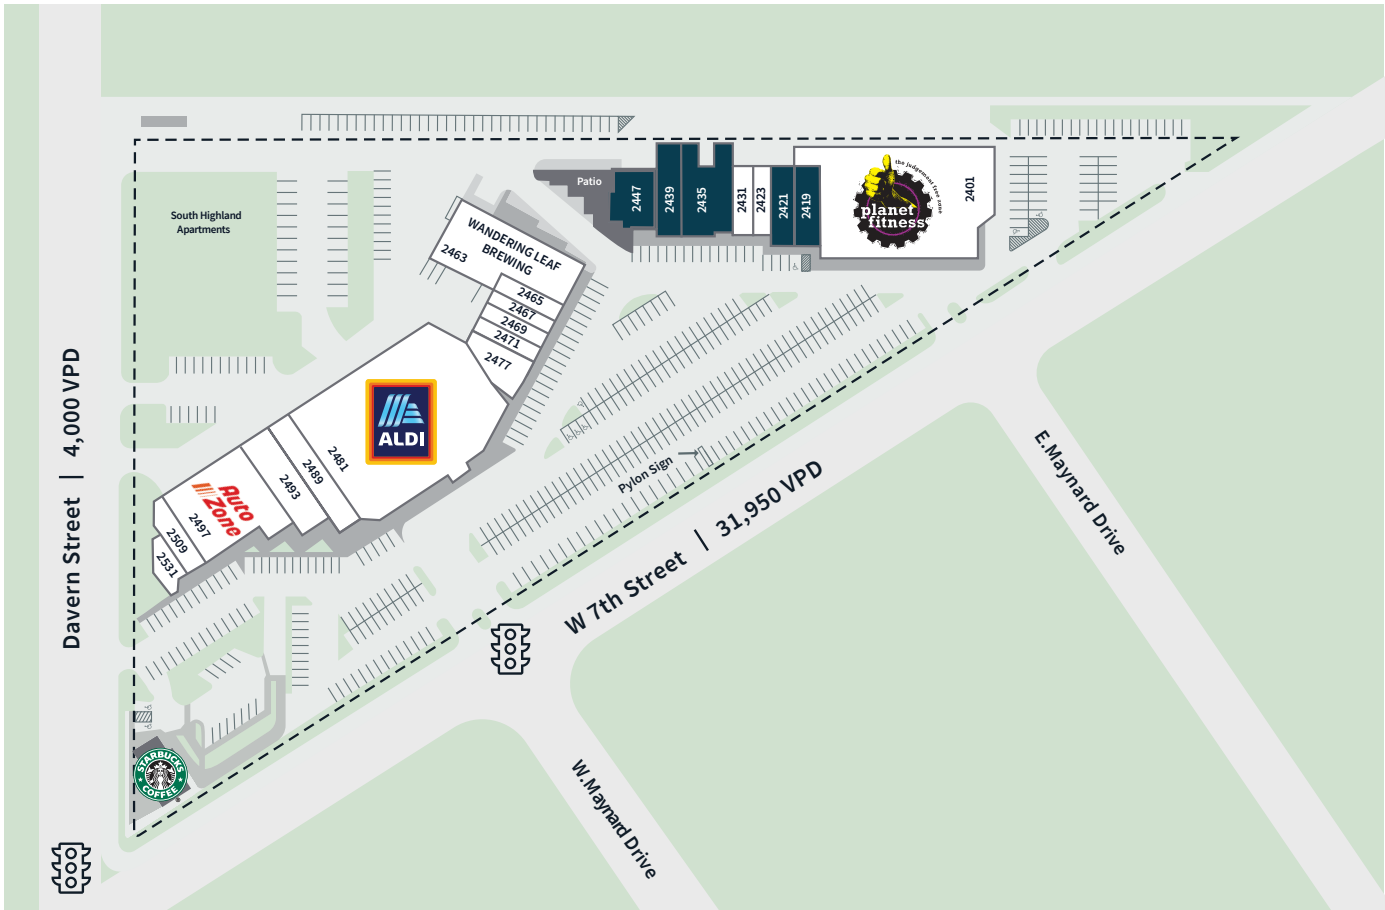 South Highland
Apartments
Patio
2447
2439
2435
2431
2423
2421
2419
the judgement free zone
planet
fitness
2401
WANDERING LEAF
BREWING
2463
2465
2467
2469
2471
2477
ALDI
2481
2489
2493
Auto
Zone
2497
2509
2531
Pylon Sign
Davern Street | 4,000 VPD
W 7th Street | 31,950 VPD
E.Maynard Drive
W.Maynard Drive
STARBUCKS
COFFEE